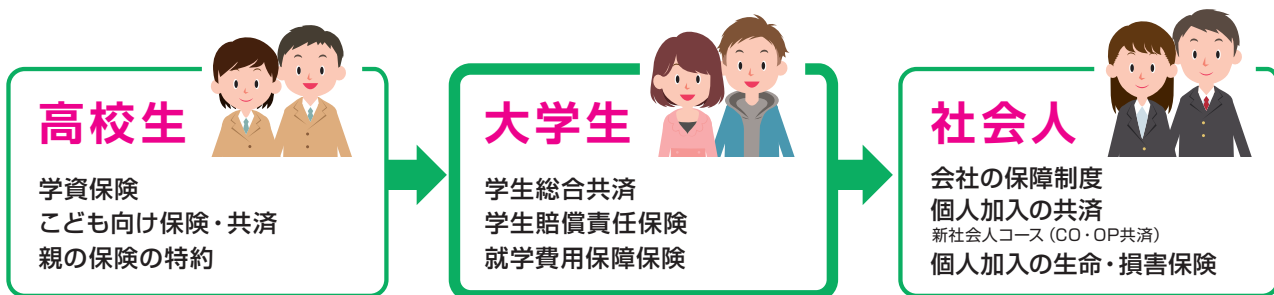 高校生
学資保険
こども向け保険・共済
親の保険の特約
大学生
学生総合共済
学生賠償責任保険
就学費用保障保険
社会人
会社の保障制度
個人加入の共済
新社会人コース（CO・OP共済）
個人加入の生命・損害保険